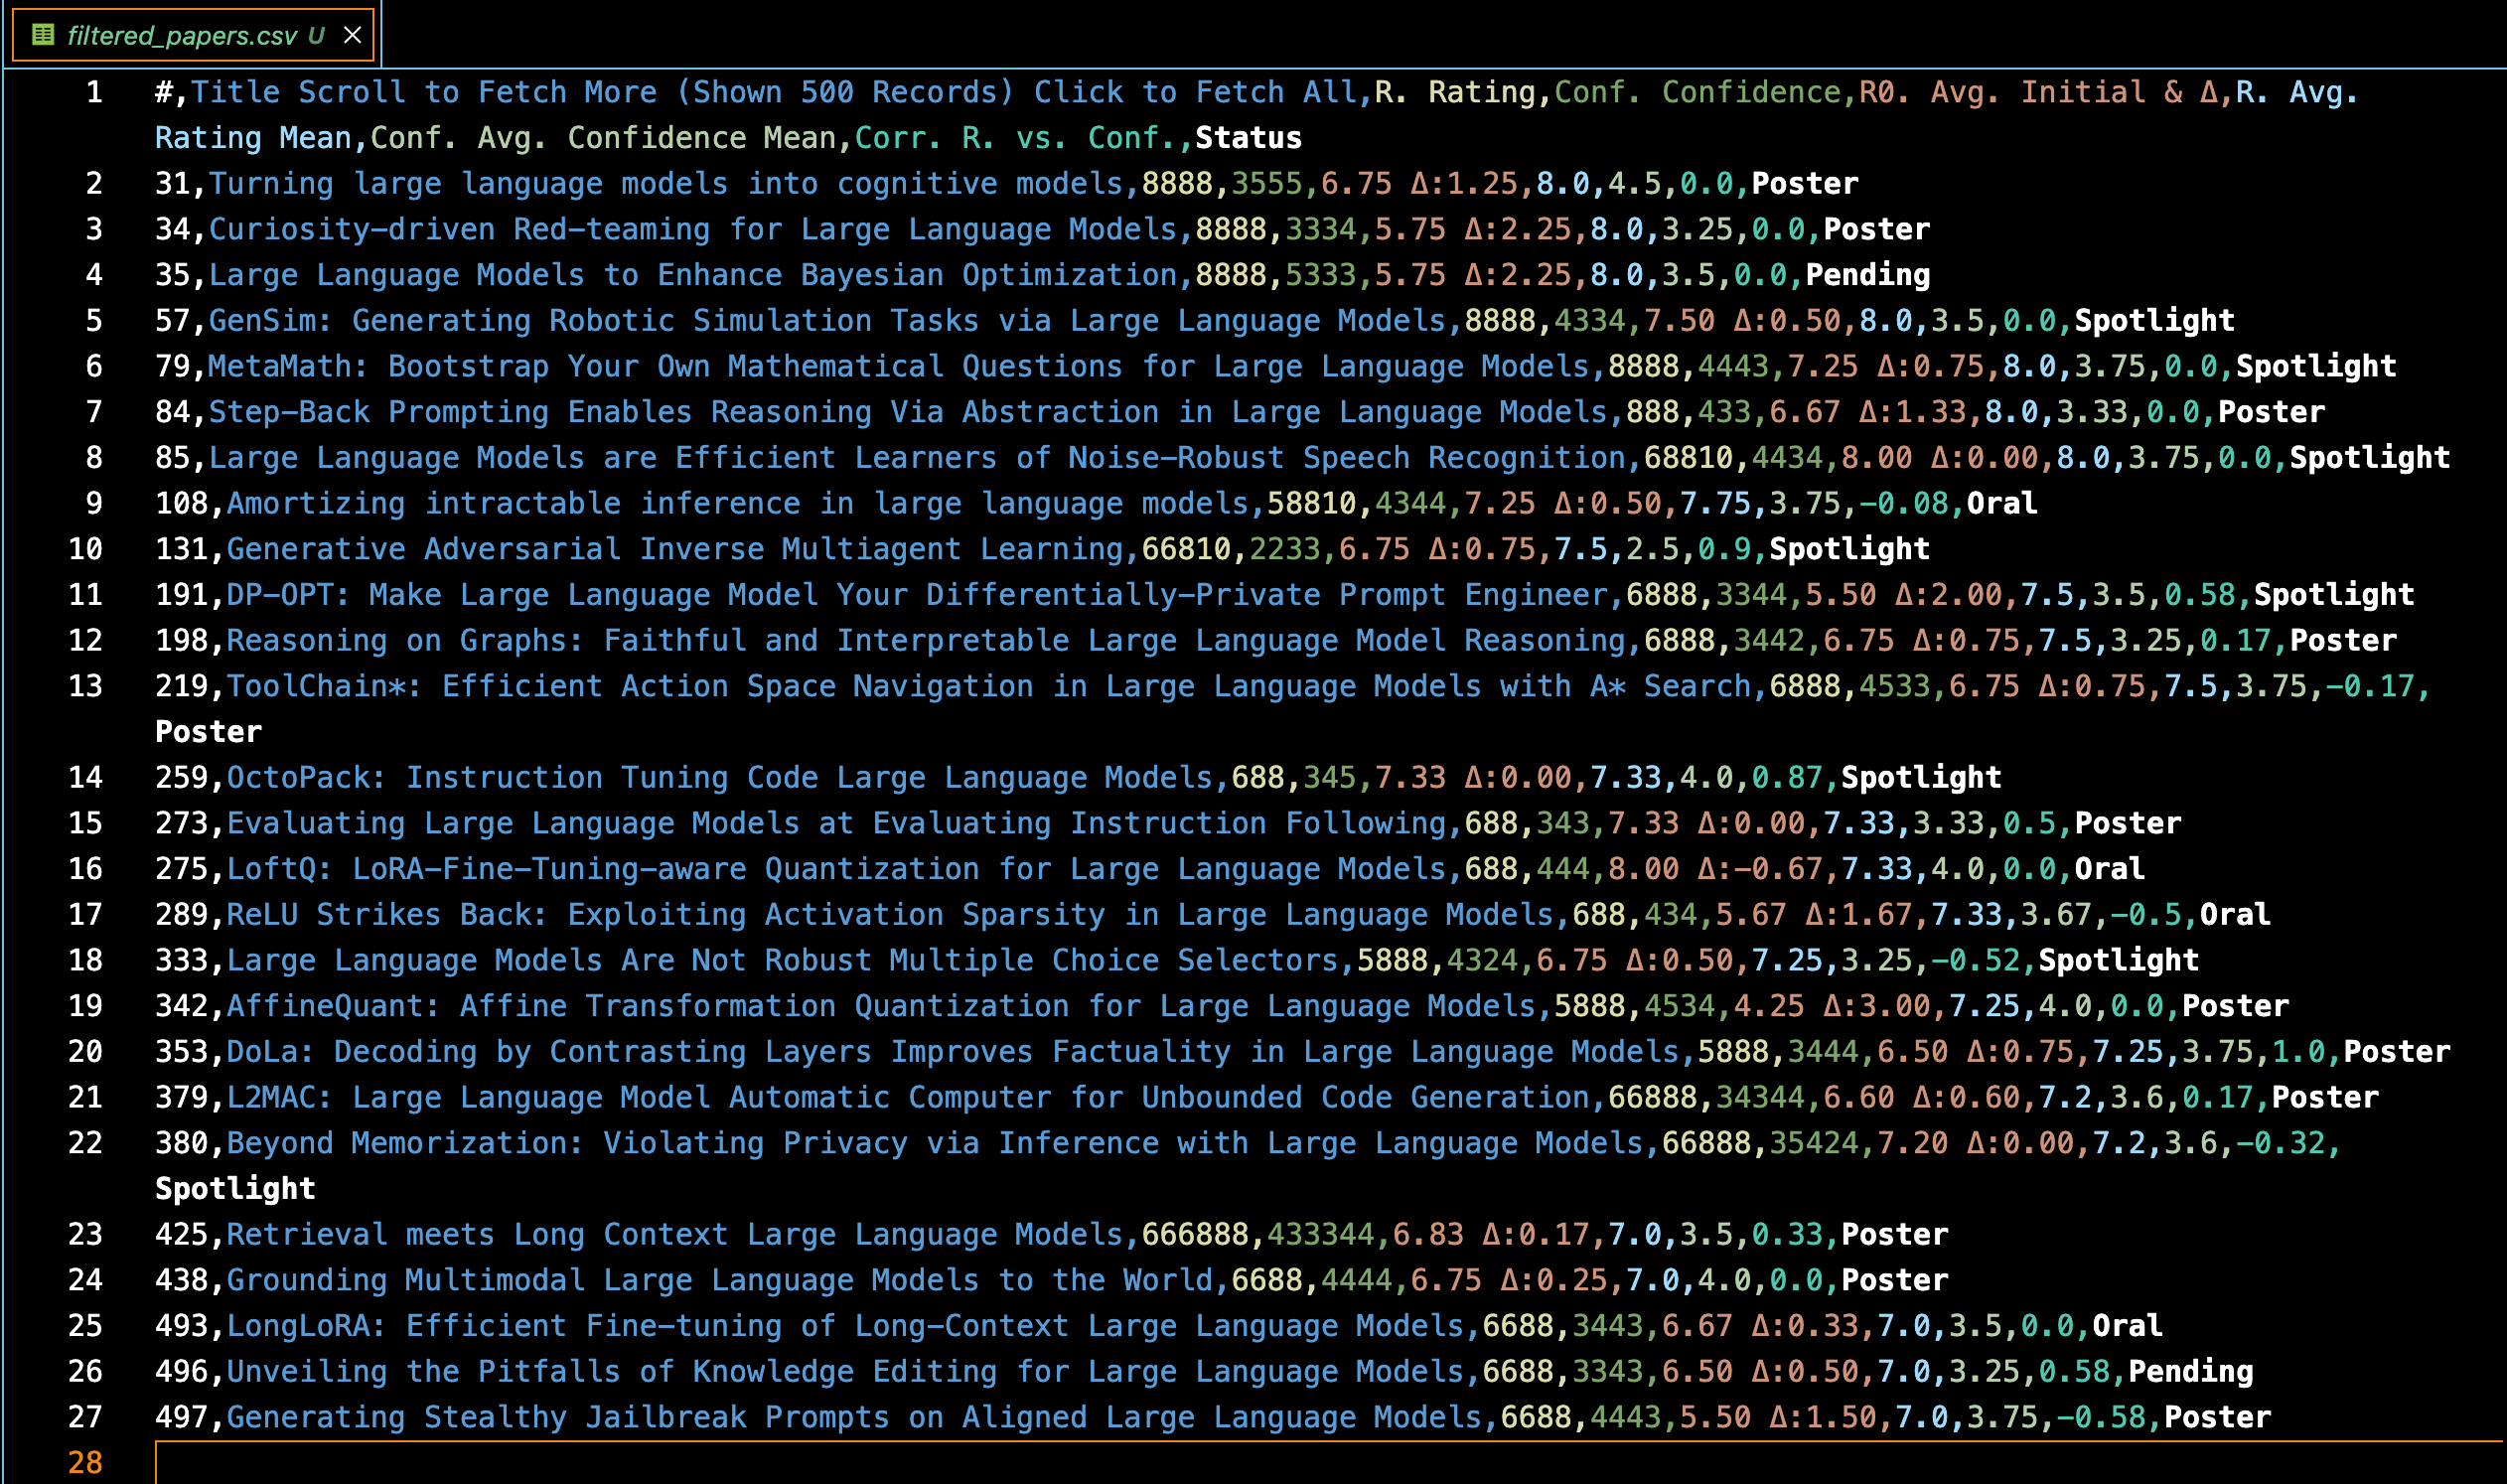 filtered_papers.csv U
1 #,Title Scroll to Fetch More (Shown 500 Records) Click to Fetch All,R. Rating,Conf. Confidence,R0. Avg. Initial & Δ,R. Avg.
Rating Mean,Conf. Avg. Confidence Mean,Corr. R. vs. Conf.,Status
2 31,Turning large language models into cognitive models,8888,3555,6.75 Δ:1.25,8.0,4.5,0.0,Poster
3 34,Curiosity-driven Red-teaming for Large Language Models,8888,3334,5.75 Δ:2.25,8.0,3.25,0.0,Poster
4 35,Large Language Models to Enhance Bayesian Optimization,8888,5333,5.75 Δ:2.25,8.0,3.5,0.0,Pending
5 57,GenSim: Generating Robotic Simulation Tasks via Large Language Models,8888,4334,7.50 Δ:0.50,8.0,3.5,0.0,Spotlight
6 79,MetaMath: Bootstrap Your Own Mathematical Questions for Large Language Models,8888,4443,7.25 Δ:0.75,8.0,3.75,0.0,Spotlight
7 84,Step-Back Prompting Enables Reasoning Via Abstraction in Large Language Models,888,433,6.67 Δ:1.33,8.0,3.33,0.0,Poster
8 85,Large Language Models are Efficient Learners of Noise-Robust Speech Recognition,68810,4434,8.00 Δ:0.00,8.0,3.75,0.0,Spotlight
9 108,Amortizing intractable inference in large language models,58810,4344,7.25 Δ:0.50,7.75,3.75,-0.08,Oral
10 131,Generative Adversarial Inverse Multiagent Learning,66810,2233,6.75 Δ:0.75,7.5,2.5,0.9,Spotlight
11 191,DP-OPT: Make Large Language Model Your Differentially-Private Prompt Engineer,6888,3344,5.50 Δ:2.00,7.5,3.5,0.58,Spotlight
12 198,Reasoning on Graphs: Faithful and Interpretable Large Language Model Reasoning,6888,3442,6.75 Δ:0.75,7.5,3.25,0.17,Poster
13 219,ToolChain*: Efficient Action Space Navigation in Large Language Models with A* Search,6888,4533,6.75 Δ:0.75,7.5,3.75,-0.17,
Poster
14 259,OctoPack: Instruction Tuning Code Large Language Models,688,345,7.33 Δ:0.00,7.33,4.0,0.87,Spotlight
15 273,Evaluating Large Language Models at Evaluating Instruction Following,688,343,7.33 Δ:0.00,7.33,3.33,0.5,Poster
16 275,LoftQ: LoRA-Fine-Tuning-aware Quantization for Large Language Models,688,444,8.00 Δ:-0.67,7.33,4.0,0.0,Oral
17 289,ReLU Strikes Back: Exploiting Activation Sparsity in Large Language Models,688,434,5.67 Δ:1.67,7.33,3.67,-0.5,Oral
18 333,Large Language Models Are Not Robust Multiple Choice Selectors,5888,4324,6.75 Δ:0.50,7.25,3.25,-0.52,Spotlight
19 342,AffineQuant: Affine Transformation Quantization for Large Language Models,5888,4534,4.25 Δ:3.00,7.25,4.0,0.0,Poster
20 353,DoLa: Decoding by Contrasting Layers Improves Factuality in Large Language Models,5888,3444,6.50 Δ:0.75,7.25,3.75,1.0,Poster
21 379,L2MAC: Large Language Model Automatic Computer for Unbounded Code Generation,66888,34344,6.60 Δ:0.60,7.2,3.6,0.17,Poster
22 380,Beyond Memorization: Violating Privacy via Inference with Large Language Models,66888,35424,7.20 Δ:0.00,7.2,3.6,-0.32,
Spotlight
23 425,Retrieval meets Long Context Large Language Models,666888,433344,6.83 Δ:0.17,7.0,3.5,0.33,Poster
24 438,Grounding Multimodal Large Language Models to the World,6688,4444,6.75 Δ:0.25,7.0,4.0,0.0,Poster
25 493,LongLoRA: Efficient Fine-tuning of Long-Context Large Language Models,6688,3443,6.67 Δ:0.33,7.0,3.5,0.0,Oral
26 496,Unveiling the Pitfalls of Knowledge Editing for Large Language Models,6688,3343,6.50 Δ:0.50,7.0,3.25,0.58,Pending
27 497,Generating Stealthy Jailbreak Prompts on Aligned Large Language Models,6688,4443,5.50 Δ:1.50,7.0,3.75,-0.58,Poster
28